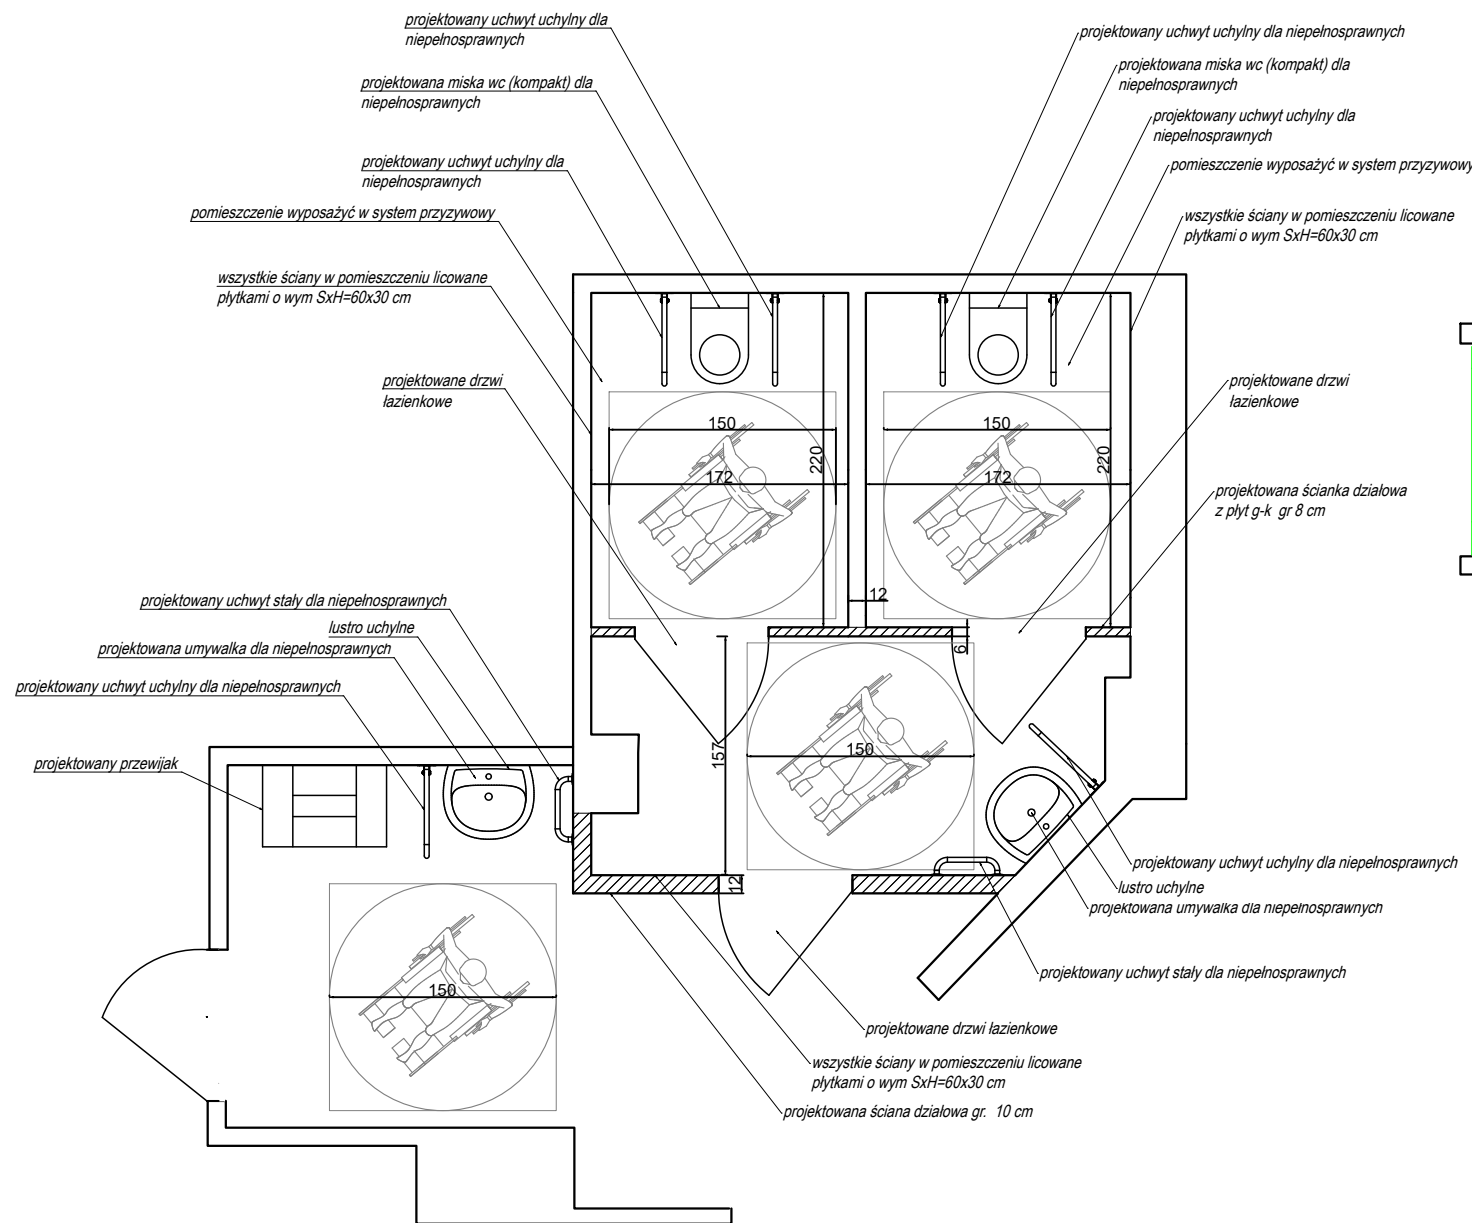 projektowany uchwyt uchylny dla
niepełnosprawnych
projektowana miska wc (kompakt) dla
niepełnosprawnych
projektowany uchwyt uchylny dla
niepełnosprawnych
pomieszczenie wyposażyć w system przyzywowy
wszystkie ściany w pomieszczeniu licowane
płytkami o wym SxH=60x30 cm
projektowane drzwi
łazienkowe
projektowany uchwyt uchylny dla niepełnosprawnych
projektowana miska wc (kompakt) dla
niepełnosprawnych
projektowany uchwyt uchylny dla
niepełnosprawnych
pomieszczenie wyposażyć w system przyzywowy
wszystkie ściany w pomieszczeniu licowane
płytkami o wym SxH=60x30 cm
projektowane drzwi
łazienkowe
projektowana ścianka działowa
z płyt g-k gr 8 cm
150
172
220
150
172
220
12
6
157
150
12
projektowany uchwyt stały dla niepełnosprawnych
lustro uchylne
projektowana umywalka dla niepełnosprawnych
projektowany uchwyt uchylny dla niepełnosprawnych
projektowany przewijak
150
projektowany uchwyt uchylny dla niepełnosprawnych
lustro uchylne
projektowana umywalka dla niepełnosprawnych
projektowany uchwyt stały dla niepełnosprawnych
projektowane drzwi łazienkowe
wszystkie ściany w pomieszczeniu licowane
płytkami o wym SxH=60x30 cm
projektowana ściana działowa gr. 10 cm